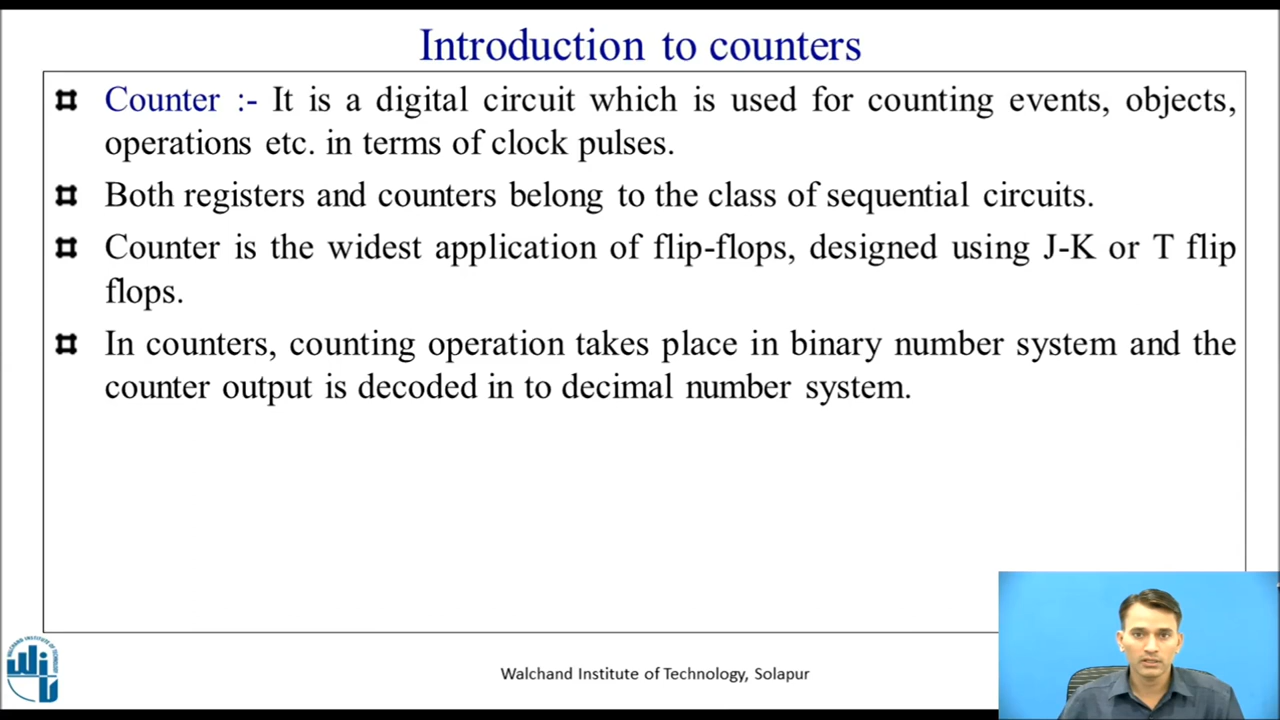 Introduction to counters
Counter :- It is a digital circuit which is used for counting events, objects,
operations etc. in terms of clock pulses.
Both registers and counters belong to the class of sequential circuits.
Counter is the widest application of flip-flops, designed using J-K or T flip
flops.
In counters, counting operation takes place in binary number system and the
counter output is decoded in to decimal number system.
Walchand Institute of Technology, Solapur